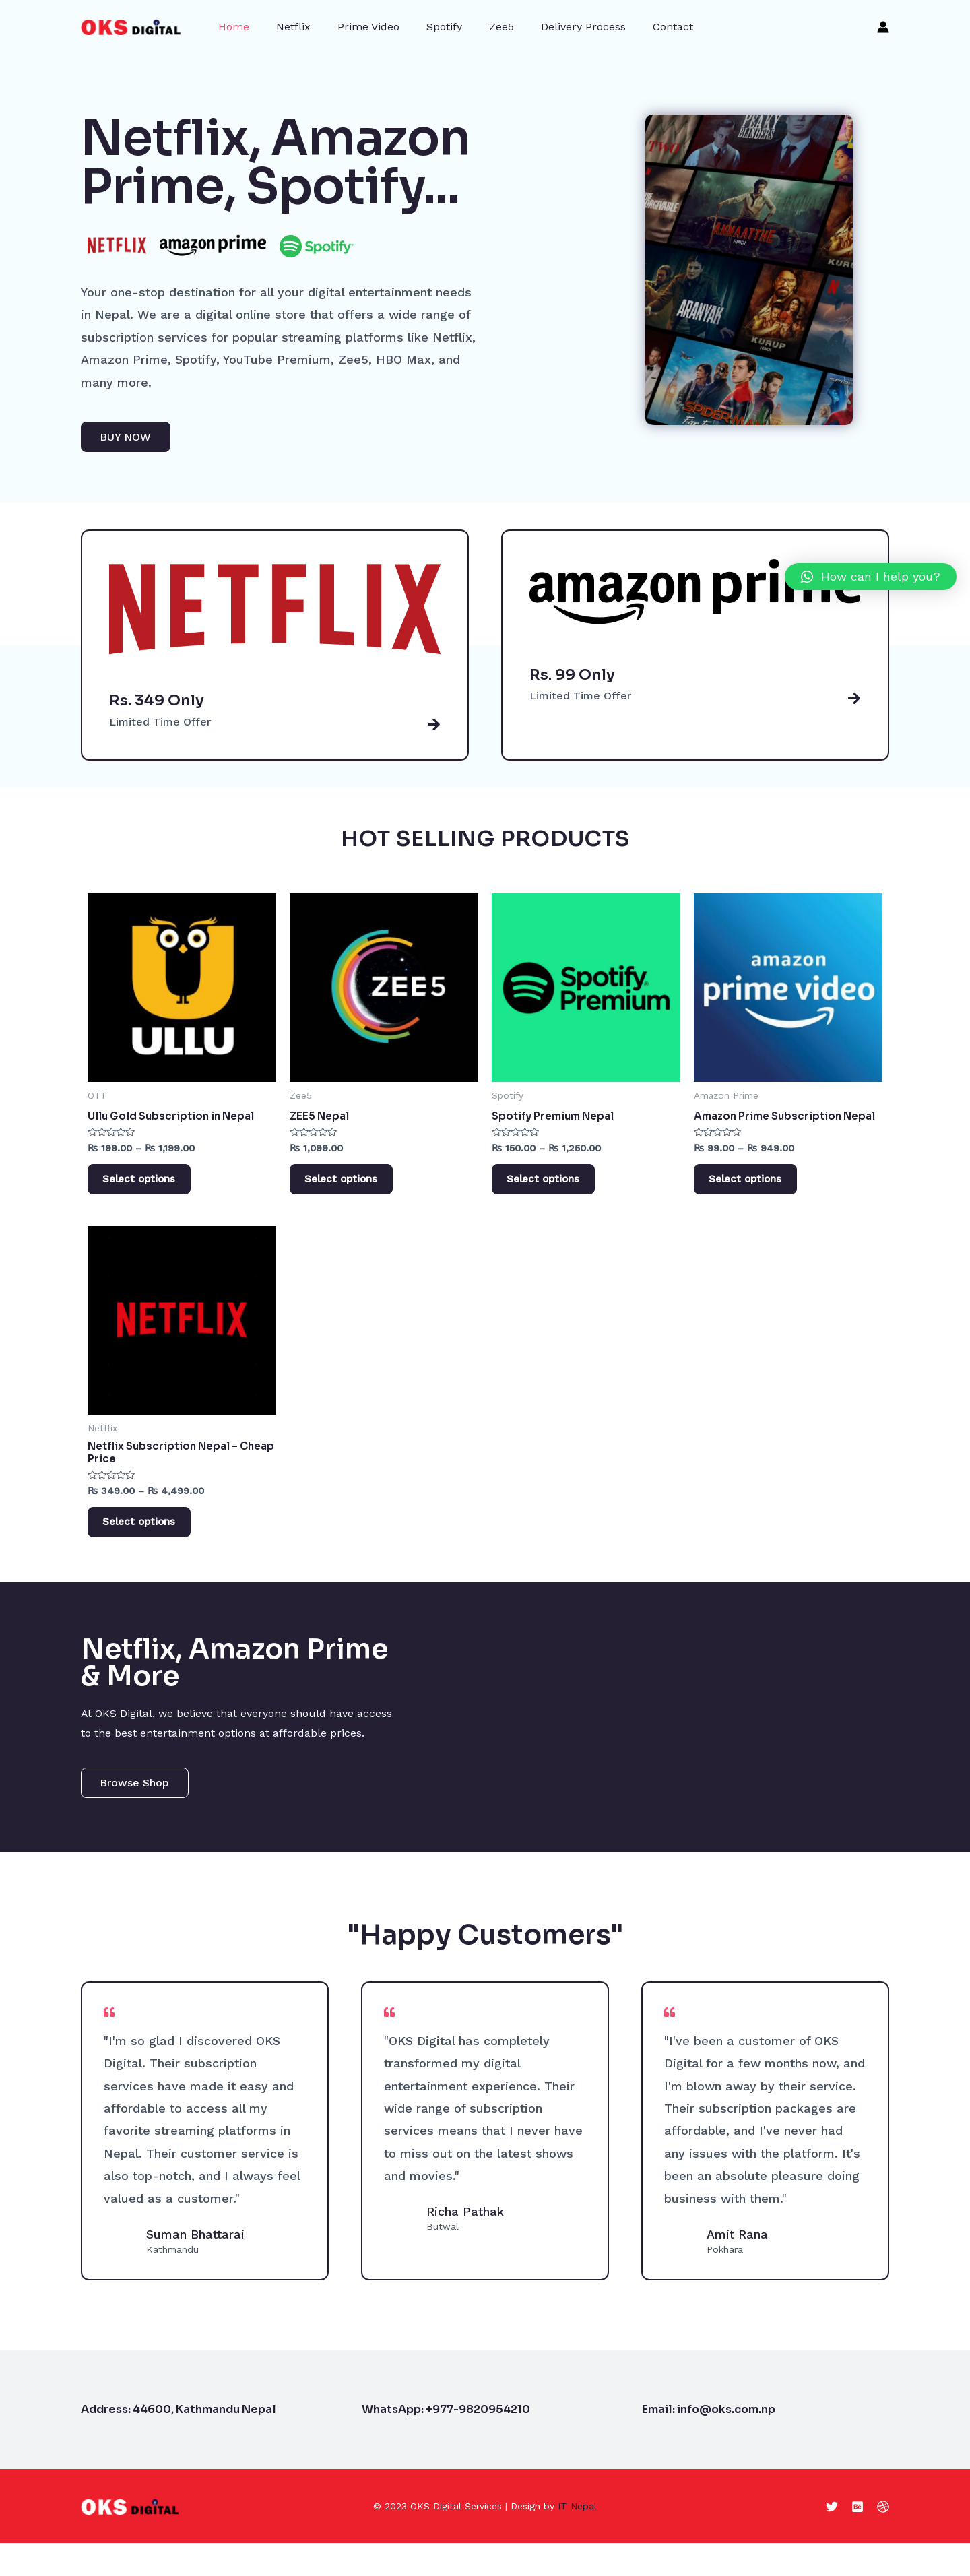 OKS DIGITAL
Home Netflix Prime Video Spotify Zee5 Delivery Process Contact
Netflix, Amazon
Prime, Spotify...
NETFLIX amazon prime Spotify
Your one-stop destination for all your digital entertainment needs
in Nepal. We are a digital online store that offers a wide range of
subscription services for popular streaming platforms like Netflix,
Amazon Prime, Spotify, YouTube Premium, Zee5, HBO Max, and
many more.
BUY NOW
PEAKY
BLINDERS
TWO
ANNAATTHE
HINDI
KURUP
ARANYAK
KURUP
HINDI
SPIDER-MAN
NETFLIX
Rs. 349 Only
Limited Time Offer
amazon prime
How can I help you?
Rs. 99 Only
Limited Time Offer
HOT SELLING PRODUCTS
ULLU
ZEE5
Spotify
Premium
amazon
prime video
OTT
Ullu Gold Subscription in Nepal
₨ 199.00 – ₨ 1,199.00
Select options
Zee5
ZEE5 Nepal
₨ 1,099.00
Select options
Spotify
Spotify Premium Nepal
₨ 150.00 – ₨ 1,250.00
Select options
Amazon Prime
Amazon Prime Subscription Nepal
₨ 99.00 – ₨ 949.00
Select options
NETFLIX
Netflix
Netflix Subscription Nepal – Cheap
Price
₨ 349.00 – ₨ 4,499.00
Select options
Netflix, Amazon Prime
& More
At OKS Digital, we believe that everyone should have access
to the best entertainment options at affordable prices.
Browse Shop
"Happy Customers"
"I'm so glad I discovered OKS
Digital. Their subscription
services have made it easy and
affordable to access all my
favorite streaming platforms in
Nepal. Their customer service is
also top-notch, and I always feel
valued as a customer."
Suman Bhattarai
Kathmandu
"OKS Digital has completely
transformed my digital
entertainment experience. Their
wide range of subscription
services means that I never have
to miss out on the latest shows
and movies."
Richa Pathak
Butwal
"I've been a customer of OKS
Digital for a few months now, and
I'm blown away by their service.
Their subscription packages are
affordable, and I've never had
any issues with the platform. It's
been an absolute pleasure doing
business with them."
Amit Rana
Pokhara
Address: 44600, Kathmandu Nepal
WhatsApp: +977-9820954210
Email: info@oks.com.np
OKS DIGITAL
© 2023 OKS Digital Services | Design by IT Nepal